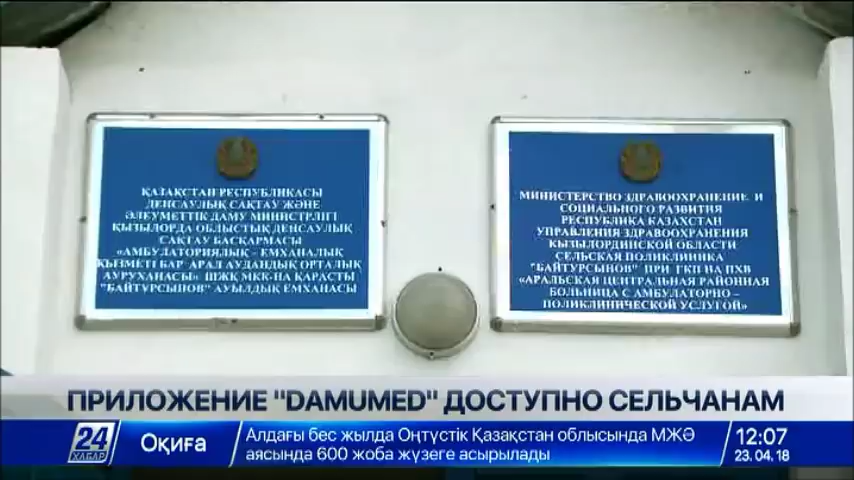 ҚАЗАҚСТАН РЕСПУБЛИКАСЫ
ДЕНСАУЛЫҚ САҚТАУ ЖӘНЕ
ӘЛЕУМЕТТІК ДАМУ МИНИСТРЛІГІ
ҚЫЗЫЛОРДА ОБЛЫСТЫҚ ДЕНСАУЛЫҚ
САҚТАУ БАСҚАРМАСЫ
«АМБУЛАТОРИЯЛЫҚ – ЕМХАНАЛЫҚ
ҚЫЗМЕТІ БАР АРАЛ АУДАНДЫҚ ОРТАЛЫҚ
АУРУХАНАСЫ» ШЖҚ МКК-НА ҚАРАСТЫ
"БАЙТУРСЫНОВ" АУЫЛДЫҚ ЕМХАНАСЫ
МИНИСТЕРСТВО ЗДРАВООХРАНЕНИЕ И
СОЦИАЛЬНОГО РАЗВИТИЯ
РЕСПУБЛИКА КАЗАХСТАН
УПРАВЛЕНИЯ ЗДРАВООХРАНЕНИЯ
КЫЗЫЛОРДИНСКОЙ ОБЛАСТИ
СЕЛЬСКАЯ ПОЛИКЛИНИКА
"БАЙТУРСЫНОВ" ПРИ ГКП НА ПХВ
«АРАЛЬСКАЯ ЦЕНТРАЛЬНАЯ РАЙОННАЯ
БОЛЬНИЦА С АМБУЛАТОРНО –
ПОЛИКЛИНИЧЕСКОЙ УСЛУГОЙ»
ПРИЛОЖЕНИЕ "DAMUMED" ДОСТУПНО СЕЛЬЧАНАМ
24
ХАБАР
Оқиға
Алдағы бес жылда Оңтүстік Қазақстан облысында МЖӘ
аясында 600 жоба жүзеге асырылады
12:07
23.04.18